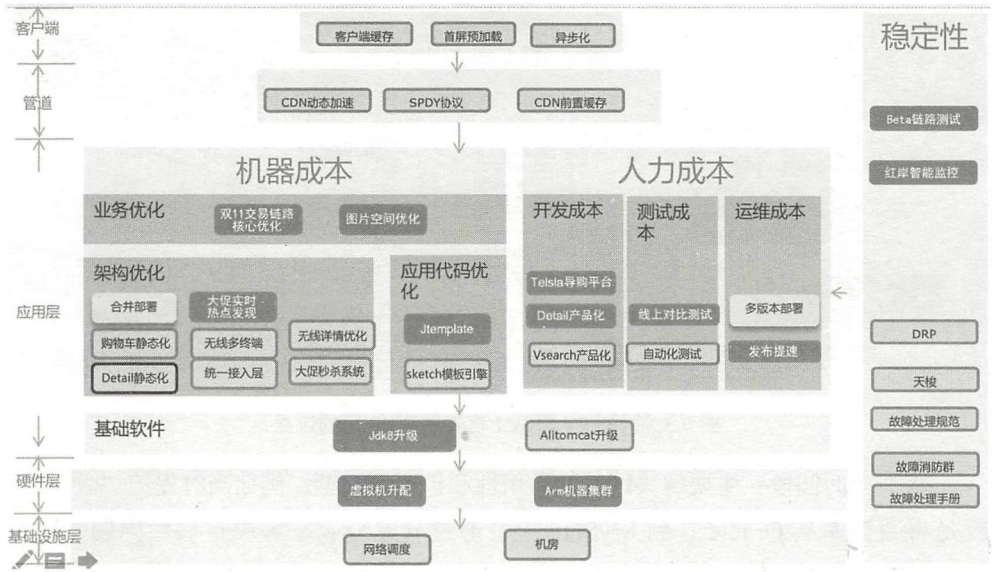 客户端
客户端缓存
首屏预加载
异步化
管道
CDN动态加速
SPDY协议
CDN前置缓存
应用层
机器成本
业务优化
双11交易链路
核心优化
图片空间优化
架构优化
合并部署
大促实时
热点发现
购物车静态化
无线多终端
无线详情优化
Detail静态化
统一接入层
大促秒杀系统
应用代码优
化
Jtemplate
sketch模板引擎
人力成本
开发成本
Telsla导购平台
Detail产品化
Vsearch产品化
测试成
本
线上对比测试
自动化测试
运维成本
多版本部署
发布提速
基础软件
Jdk8升级
Alitomcat升级
硬件层
虚拟机升配
Arm机器集群
基础设施层
网络调度
机房
稳定性
Beta链路测试
红岸智能监控
DRP
天梭
故障处理规范
故障消防群
故障处理手册